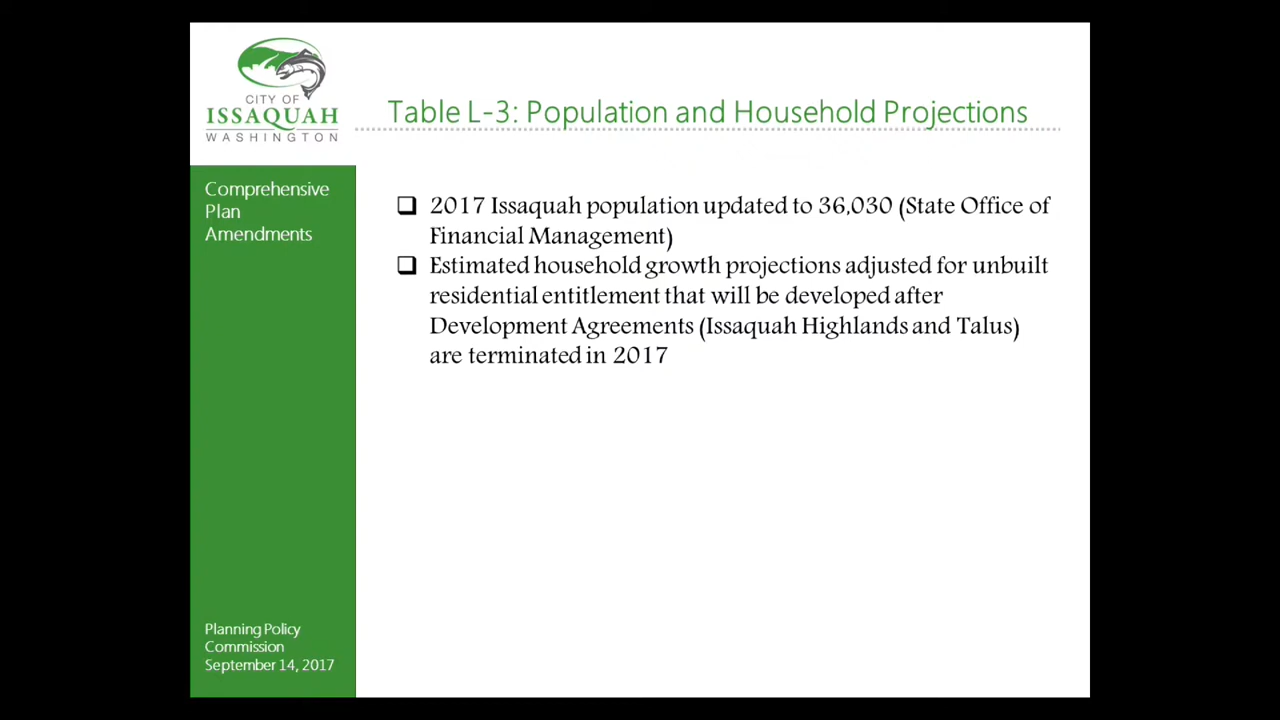 CITY OF
ISSAQUAH
WASHINGTON
Table L-3: Population and Household Projections
Comprehensive
Plan
Amendments
❑ 2017 Issaquah population updated to 36,030 (State Office of
Financial Management)
❑ Estimated household growth projections adjusted for unbuilt
residential entitlement that will be developed after
Development Agreements (Issaquah Highlands and Talus)
are terminated in 2017
Planning Policy
Commission
September 14, 2017